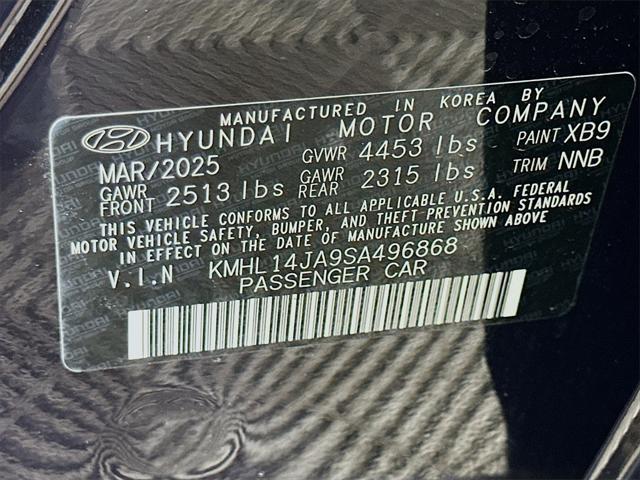 MANUFACTURED IN KOREA BY
HYUNDAI MOTOR COMPANY
MAR/2025 GVWR 4453 lbs PAINT XB9
GAWR FRONT 2513 lbs GAWR REAR 2315 lbs TRIM NNB
THIS VEHICLE CONFORMS TO ALL APPLICABLE U.S.A. FEDERAL
MOTOR VEHICLE SAFETY, BUMPER, AND THEFT PREVENTION STANDARDS
IN EFFECT ON THE DATE OF MANUFACTURE SHOWN ABOVE
V.I.N KMHL14JA9SA496868
PASSENGER CAR